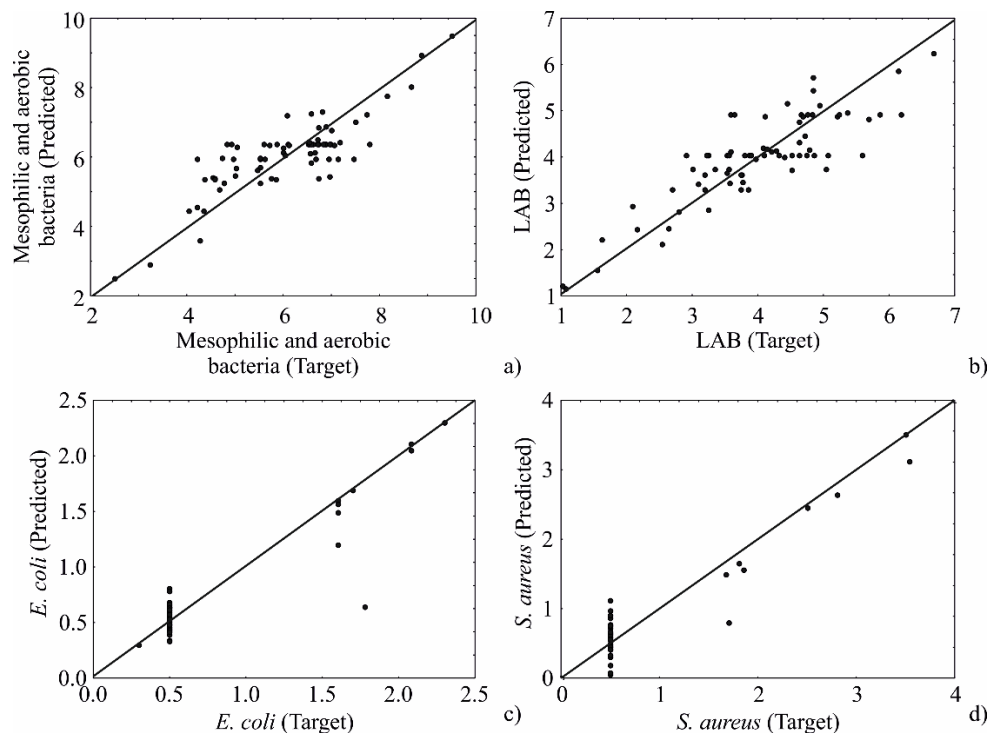 Mesophilic and aerobic
bacteria (Predicted)
10
8
6
4
2
2 4 6 8 10
Mesophilic and aerobic
bacteria (Target)
a)
LAB (Predicted)
7
6
5
4
3
2
1
1 2 3 4 5 6 7
LAB (Target)
b)
E. coli (Predicted)
2.5
2.0
1.5
1.0
0.5
0.0
0.0 0.5 1.0 1.5 2.0 2.5
E. coli (Target)
c)
S. aureus (Predicted)
4
3
2
1
0
0 1 2 3 4
S. aureus (Target)
d)